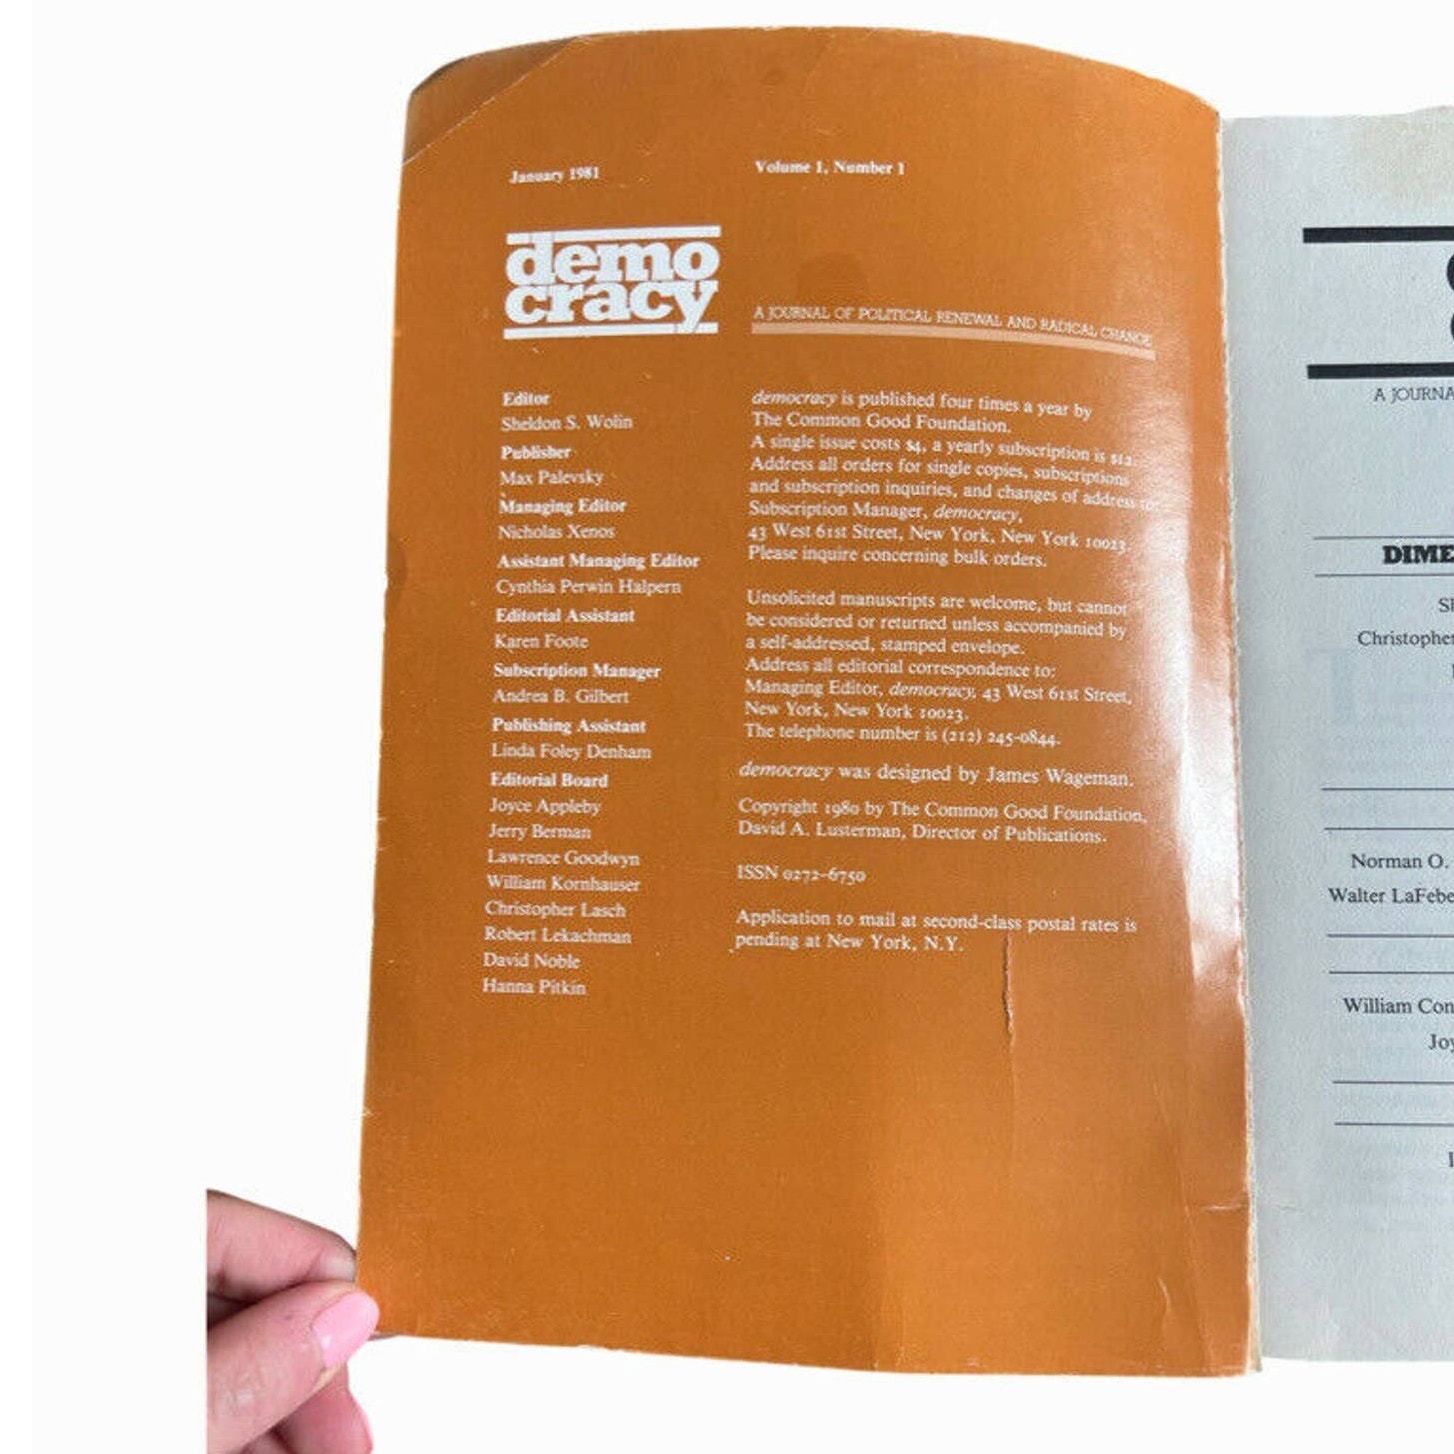 January 1981
Volume 1, Number 1
demo
cracy
A JOURNAL OF POLITICAL RENEWAL AND RADICAL CHANGE
Editor
Sheldon S. Wolin
Publisher
Max Palevsky
Managing Editor
Nicholas Xenos
Assistant Managing Editor
Cynthia Perwin Halpern
Editorial Assistant
Karen Foote
Subscription Manager
Andrea B. Gilbert
Publishing Assistant
Linda Foley Denham
Editorial Board
Joyce Appleby
Jerry Berman
Lawrence Goodwyn
William Kornhauser
Christopher Lasch
Robert Lekachman
David Noble
Hanna Pitkin
democracy is published four times a year by
The Common Good Foundation.
A single issue costs $4, a yearly subscription is $12.
Address all orders for single copies, subscriptions
and subscription inquiries, and changes of address to:
Subscription Manager, democracy,
43 West 61st Street, New York, New York 10023.
Please inquire concerning bulk orders.
Unsolicited manuscripts are welcome, but cannot
be considered or returned unless accompanied by
a self-addressed, stamped envelope.
Address all editorial correspondence to:
Managing Editor, democracy, 43 West 61st Street,
New York, New York 10023.
The telephone number is (212) 245-0844.
democracy was designed by James Wageman.
Copyright 1980 by The Common Good Foundation,
David A. Lusterman, Director of Publications.
ISSN 0272-6750
Application to mail at second-class postal rates is
pending at New York, N.Y.
A JOURNA
DIME
Sh
Christopher
Norman O.
Walter LaFebe
William Con
Joy